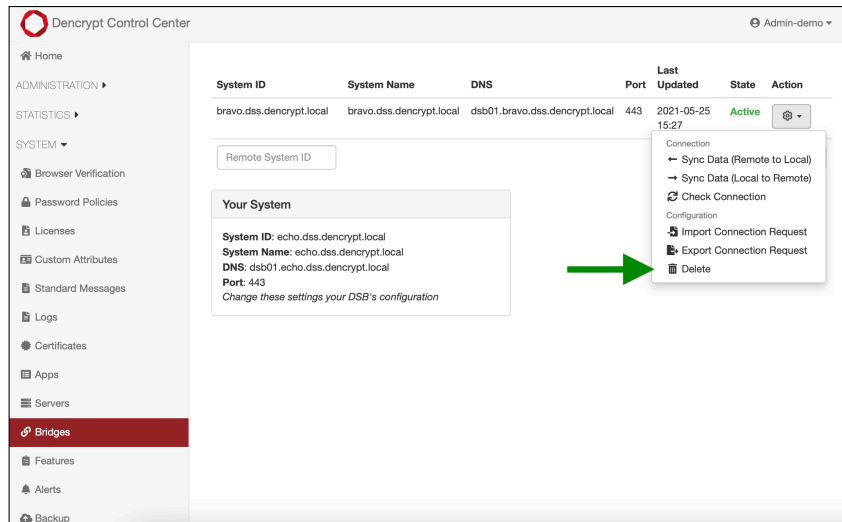 Dencrypt Control Center
Admin-demo
Home
ADMINISTRATION
STATISTICS
SYSTEM
Browser Verification
Password Policies
Licenses
Custom Attributes
Standard Messages
Logs
Certificates
Apps
Servers
Bridges
Features
Alerts
Backup
System ID System Name DNS Port Last Updated State Action
bravo.dss.dencrypt.local bravo.dss.dencrypt.local dsb01.bravo.dss.dencrypt.local 443 2021-05-25 15:27 Active
Remote System ID
Connection
Sync Data (Remote to Local)
Sync Data (Local to Remote)
Check Connection
Configuration
Import Connection Request
Export Connection Request
Delete
Your System
System ID: echo.dss.dencrypt.local
System Name: echo.dss.dencrypt.local
DNS: dsb01.echo.dss.dencrypt.local
Port: 443
Change these settings your DSB's configuration